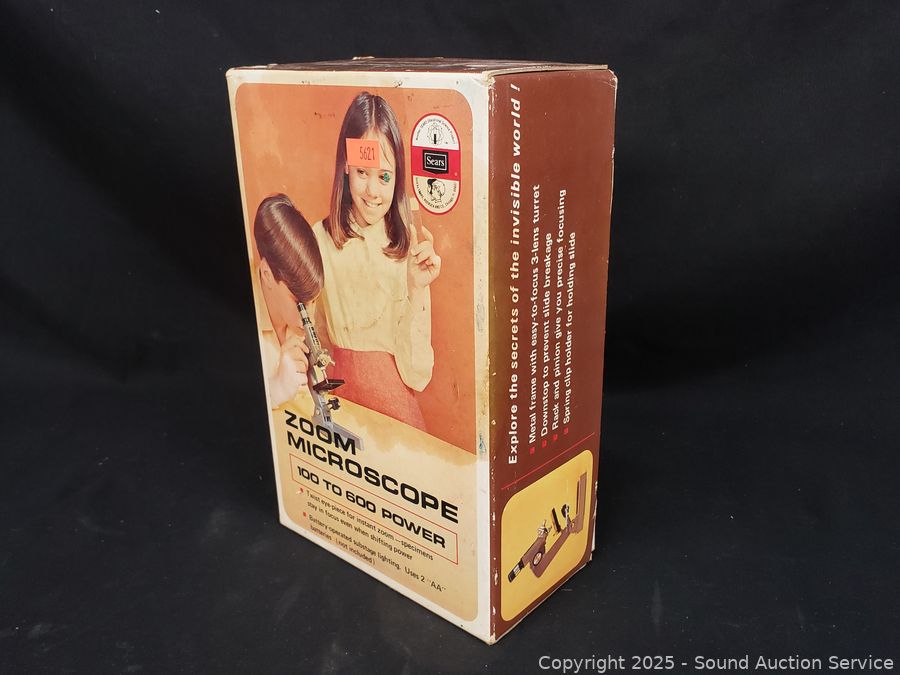 5621
Sears
ZOOM
MICROSCOPE
100 TO 600 POWER
Twist eye-piece for instant zoom—specimens
stay in focus even when shifting power
Battery operated substage lighting. Uses 2 "AA"
batteries (not included)
Explore the secrets of the invisible world!
Metal frame with easy-to-focus 3-lens turret
Downstop to prevent slide breakage
Rack and pinion give you precise focusing
Spring clip holder for holding slide
Copyright © 2025 - Sound Auction Service